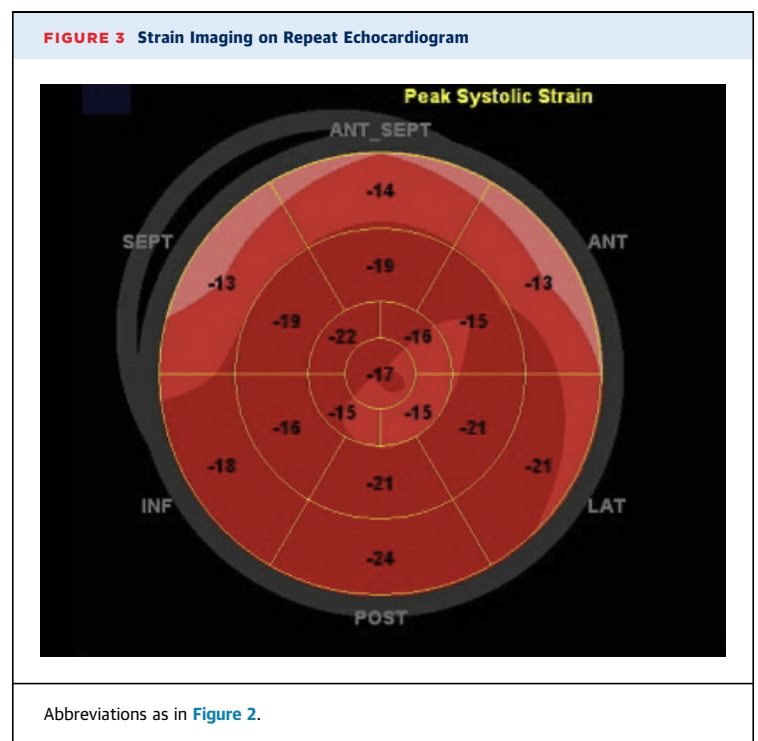 FIGURE 3 Strain Imaging on Repeat Echocardiogram
Peak Systolic Strain
ANT_SEPT
-14
SEPT
ANT
-19
-13
-13
-19
-15
-22
-16
-17
-15
-15
-16
-21
-18
-21
-21
INF
LAT
-24
POST
Abbreviations as in Figure 2.